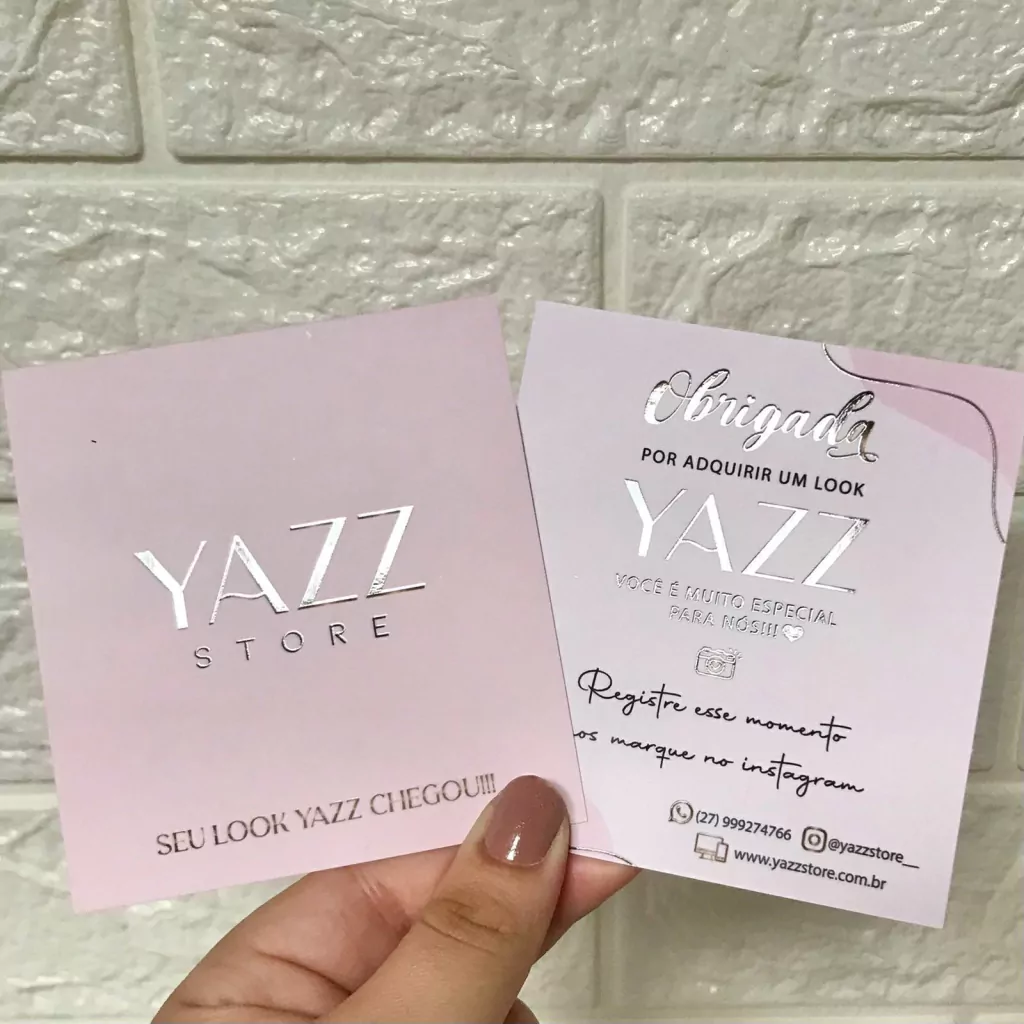 YAZZ
STORE
SEU LOOK YAZZ CHEGOU!!!
Obrigada
POR ADQUIRIR UM LOOK
YAZZ
VOCÊ É MUITO ESPECIAL
PARA NÓS!!!
Registre esse momento
nos marque no instagram
(27) 999274766 @yazzstore__
www.yazzstore.com.br